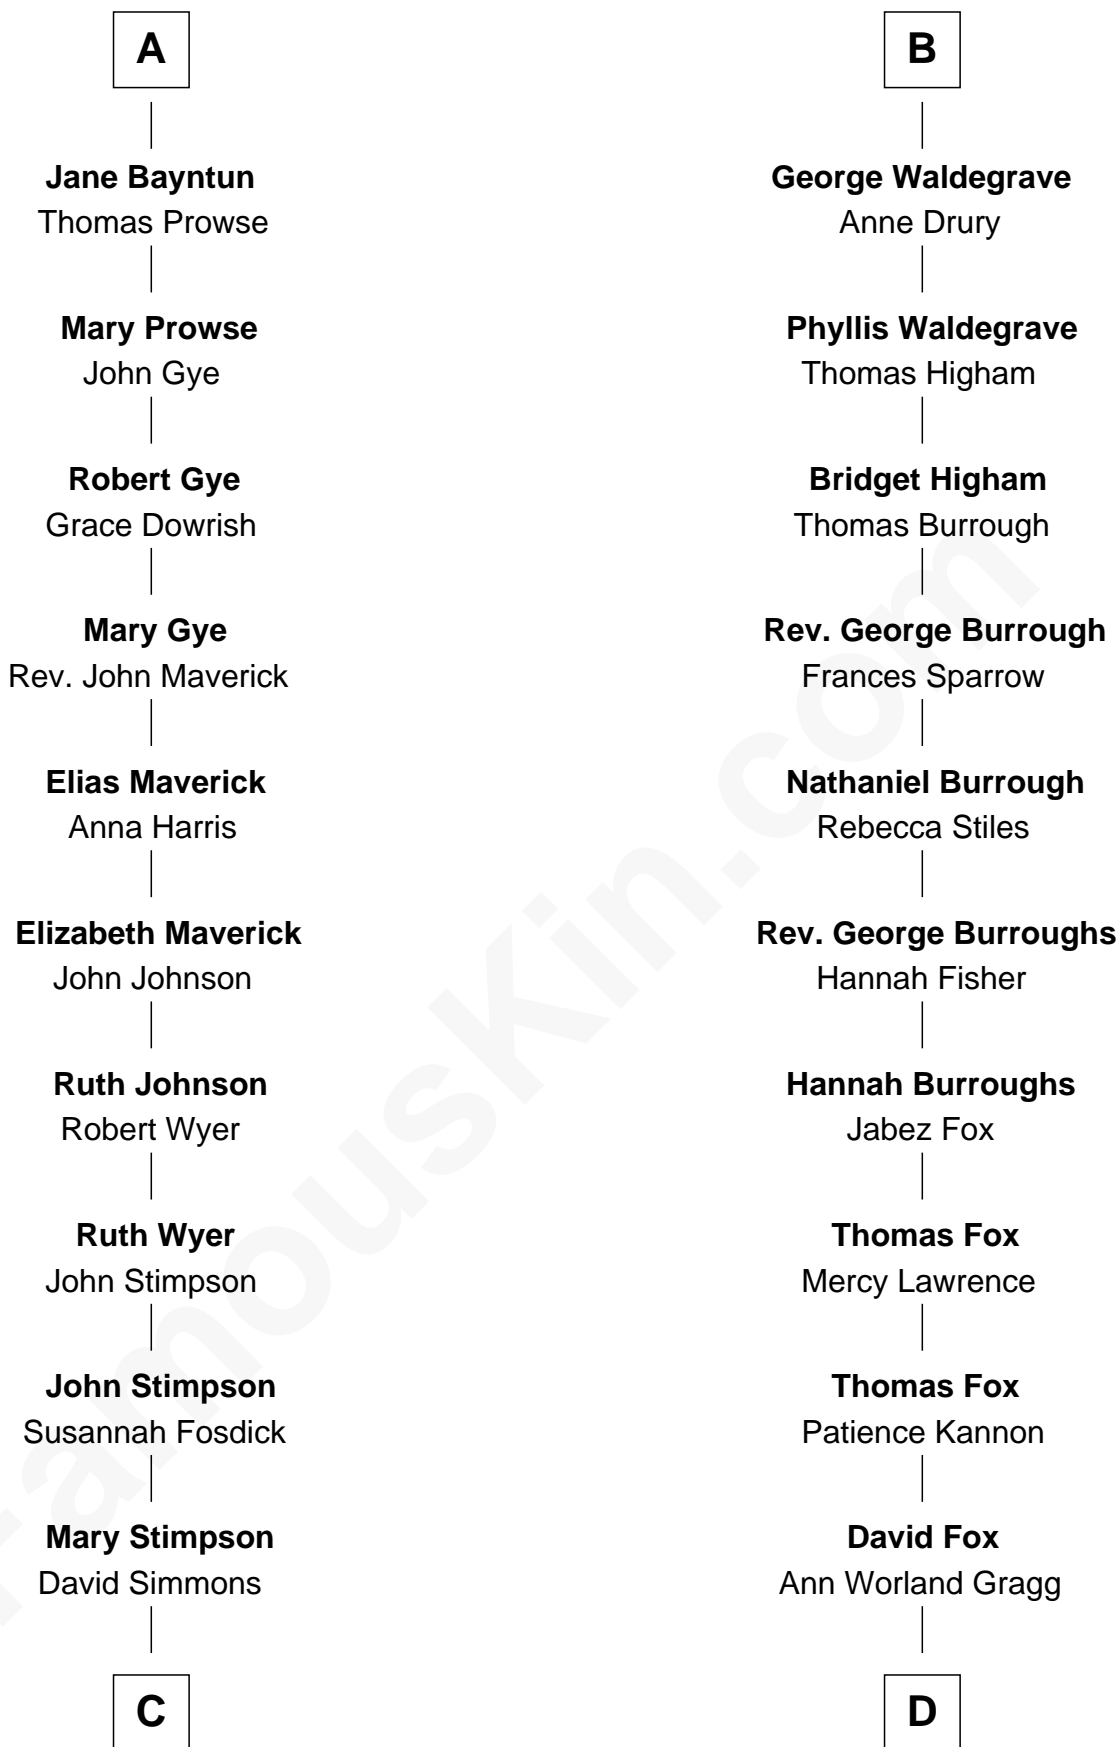 A
Jane Bayntun
Thomas Prowse
Mary Prowse
John Gye
Robert Gye
Grace Dowrish
Mary Gye
Rev. John Maverick
Elias Maverick
Anna Harris
Elizabeth Maverick
John Johnson
Ruth Johnson
Robert Wyer
Ruth Wyer
John Stimpson
John Stimpson
Susannah Fosdick
Mary Stimpson
David Simmons
C
B
George Waldegrave
Anne Drury
Phyllis Waldegrave
Thomas Higham
Bridget Higham
Thomas Burrough
Rev. George Burrough
Frances Sparrow
Nathaniel Burrough
Rebecca Stiles
Rev. George Burroughs
Hannah Fisher
Hannah Burroughs
Jabez Fox
Thomas Fox
Mercy Lawrence
Thomas Fox
Patience Kannon
David Fox
Ann Worland Gragg
D
FamousKin.com